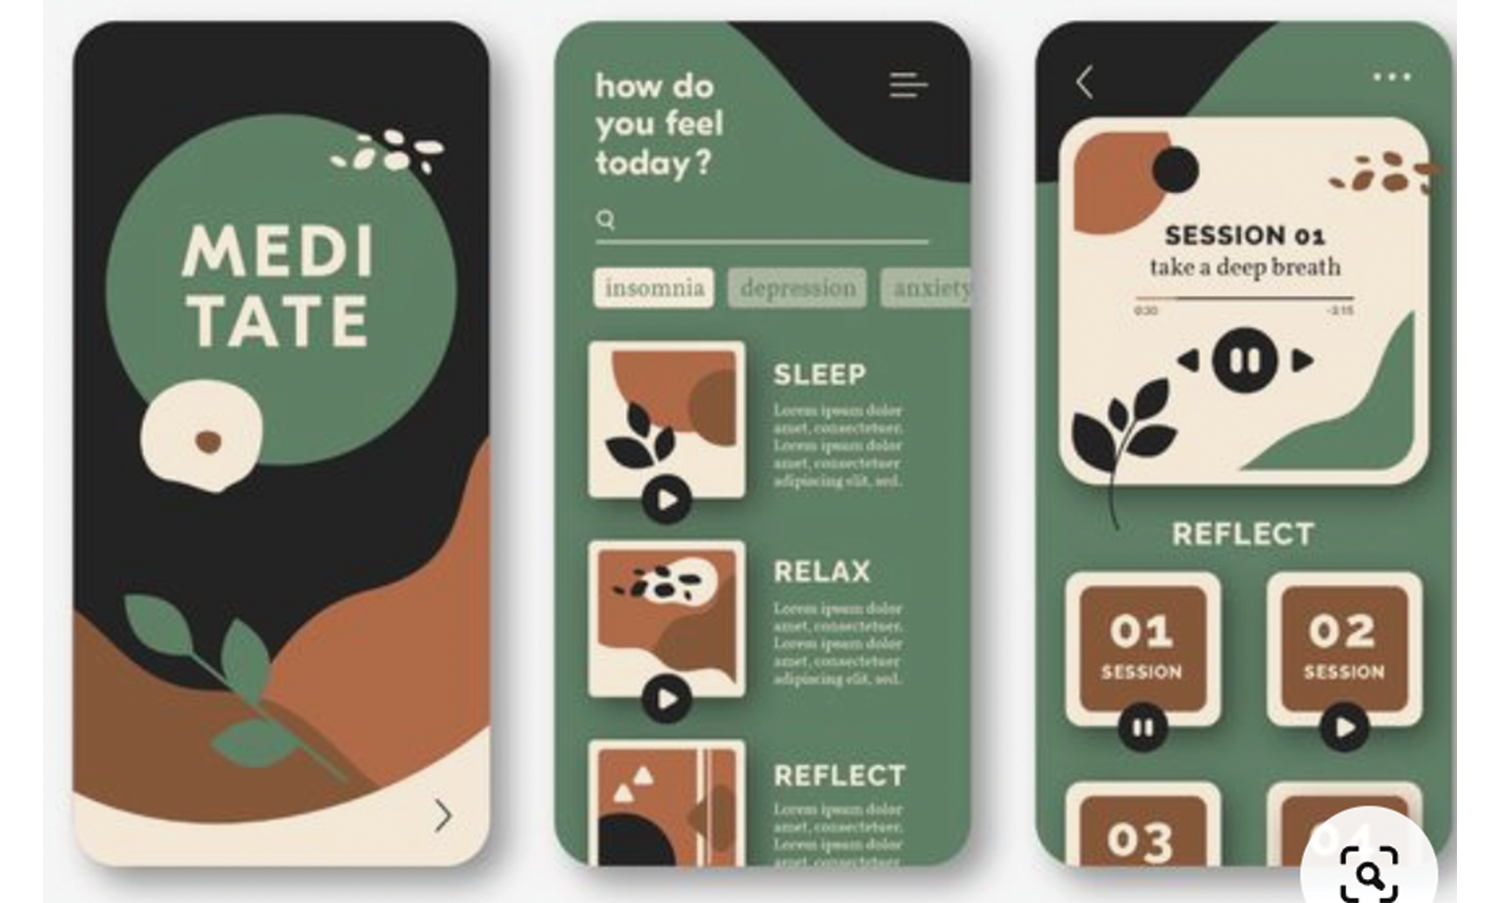 MEDI
TATE
how do
you feel
today?
insomnia
depression
anxiety
SLEEP
Lorem ipsum dolor
amet, consectetuer.
Lorem ipsum dolor
amet, consectetuer
adipiscing elit, sed.
RELAX
Lorem ipsum dolor
amet, consectetuer.
Lorem ipsum dolor
amet, consectetuer
adipiscing elit, sed.
REFLECT
Lorem ipsum dolor
amet, consectetuer.
Lorem ipsum dolor
amet, consectetuer
SESSION 01
take a deep breath
0:20
-3:15
REFLECT
01
SESSION
02
SESSION
03
04